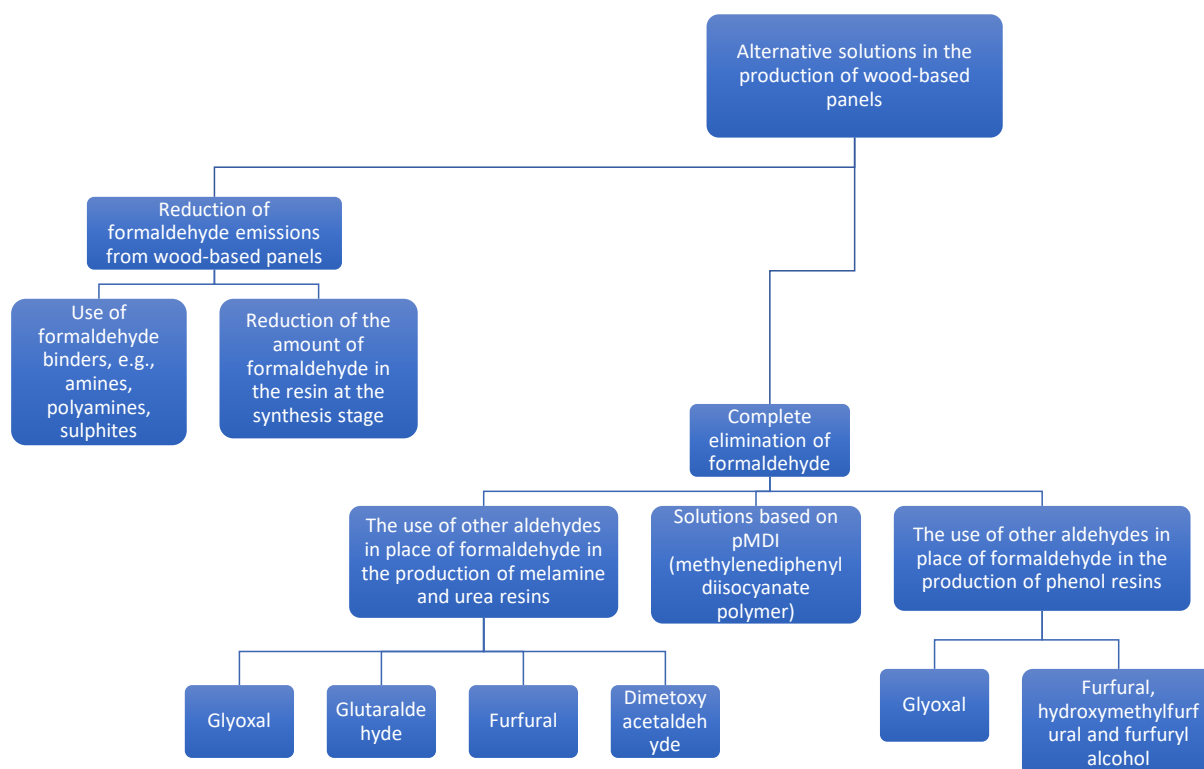 Alternative solutions in the
production of wood-based
panels
Reduction of
formaldehyde emissions
from wood-based panels
Use of
formaldehyde
binders, e.g.,
amines,
polyamines,
sulphites
Reduction of the
amount of
formaldehyde in
the resin at the
synthesis stage
Complete
elimination of
formaldehyde
The use of other aldehydes
in place of formaldehyde in
the production of melamine
and urea resins
Solutions based on
pMDI
(methylenediphenyl
diisocyanate
polymer)
The use of other aldehydes in
place of formaldehyde in the
production of phenol resins
Glyoxal
Glutaralde
hyde
Furfural
Dimetoxy
acetaldeh
yde
Glyoxal
Furfural,
hydroxymethylfurf
ural and furfuryl
alcohol